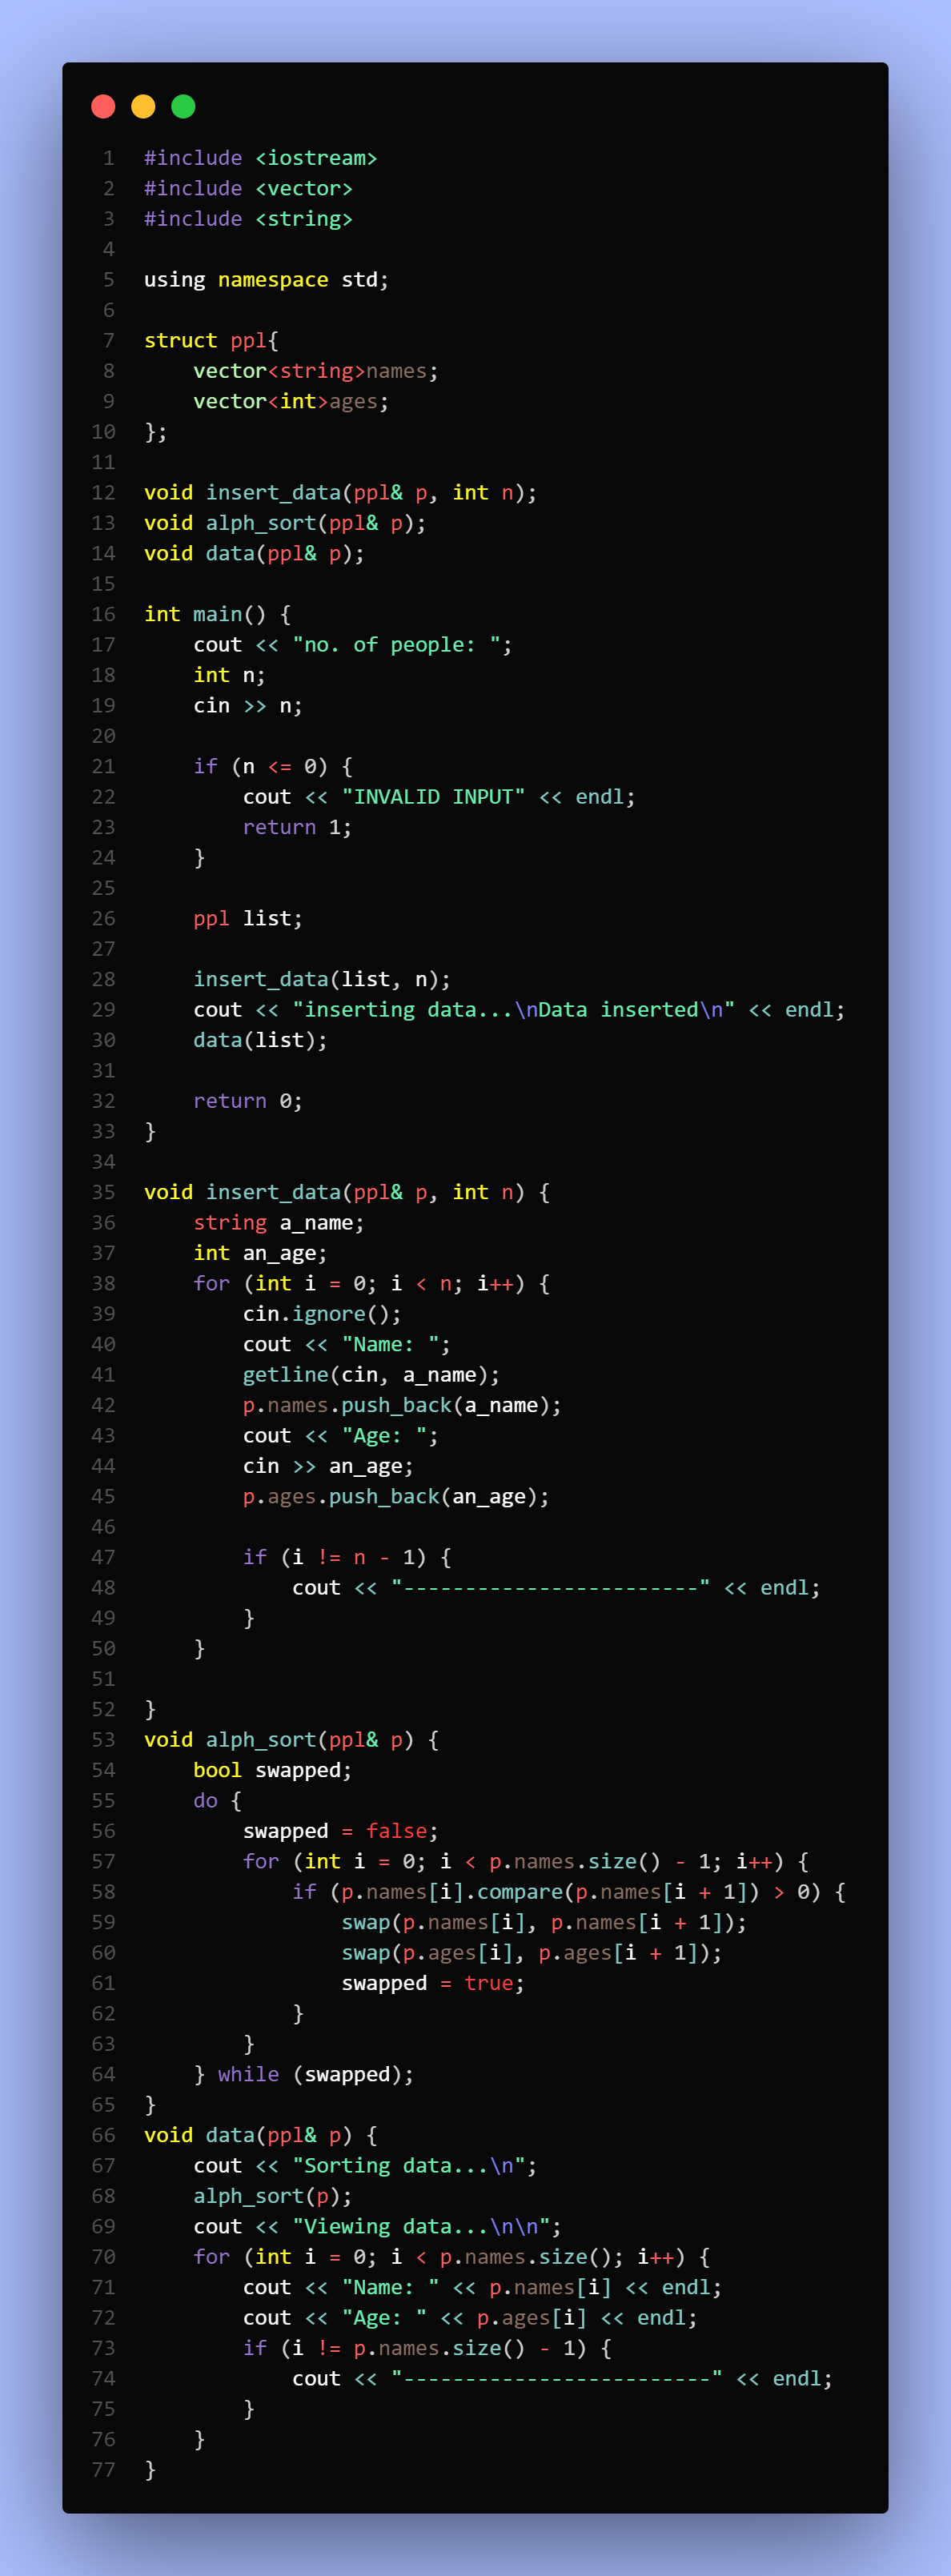 1 #include <iostream>
2 #include <vector>
3 #include <string>
4
5 using namespace std;
6
7 struct ppl{
8     vector<string>names;
9     vector<int>ages;
10 };
11
12 void insert_data(ppl& p, int n);
13 void alph_sort(ppl& p);
14 void data(ppl& p);
15
16 int main() {
17     cout << "no. of people: ";
18     int n;
19     cin >> n;
20
21     if (n <= 0) {
22         cout << "INVALID INPUT" << endl;
23         return 1;
24     }
25
26     ppl list;
27
28     insert_data(list, n);
29     cout << "inserting data...\nData inserted\n" << endl;
30     data(list);
31
32     return 0;
33 }
34
35 void insert_data(ppl& p, int n) {
36     string a_name;
37     int an_age;
38     for (int i = 0; i < n; i++) {
39         cin.ignore();
40         cout << "Name: ";
41         getline(cin, a_name);
42         p.names.push_back(a_name);
43         cout << "Age: ";
44         cin >> an_age;
45         p.ages.push_back(an_age);
46
47         if (i != n - 1) {
48             cout << "------------------------" << endl;
49         }
50     }
51
52 }
53 void alph_sort(ppl& p) {
54     bool swapped;
55     do {
56         swapped = false;
57         for (int i = 0; i < p.names.size() - 1; i++) {
58             if (p.names[i].compare(p.names[i + 1]) > 0) {
59                 swap(p.names[i], p.names[i + 1]);
60                 swap(p.ages[i], p.ages[i + 1]);
61                 swapped = true;
62             }
63         }
64     } while (swapped);
65 }
66 void data(ppl& p) {
67     cout << "Sorting data...\n";
68     alph_sort(p);
69     cout << "Viewing data...\n\n";
70     for (int i = 0; i < p.names.size(); i++) {
71         cout << "Name: " << p.names[i] << endl;
72         cout << "Age: " << p.ages[i] << endl;
73         if (i != p.names.size() - 1) {
74             cout << "-------------------------" << endl;
75         }
76     }
77 }